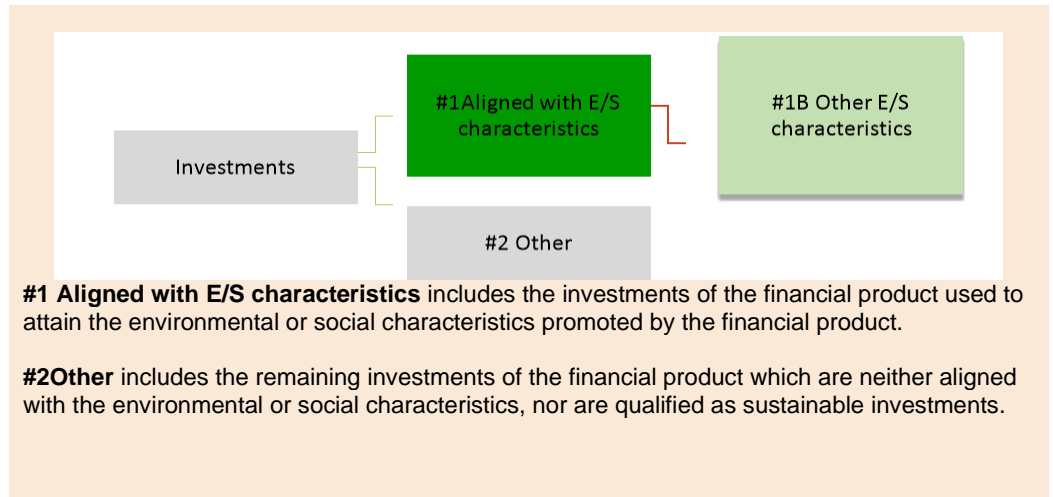 #1Aligned with E/S
characteristics
#1B Other E/S
characteristics
Investments
#2 Other
#1 Aligned with E/S characteristics includes the investments of the financial product used to
attain the environmental or social characteristics promoted by the financial product.
#2Other includes the remaining investments of the financial product which are neither aligned
with the environmental or social characteristics, nor are qualified as sustainable investments.